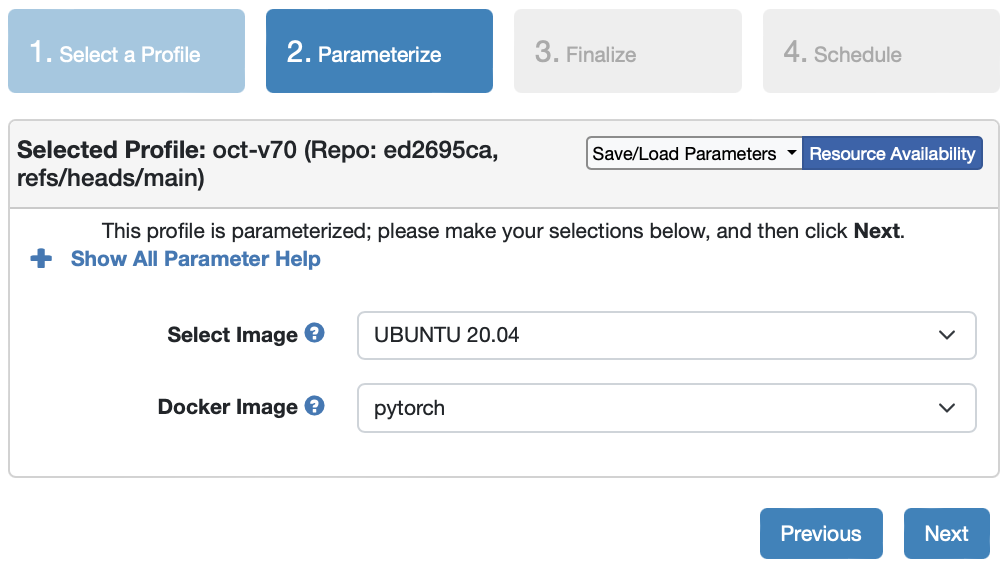 1. Select a Profile
2. Parameterize
3. Finalize
4. Schedule
Selected Profile: oct-v70 (Repo: ed2695ca,
refs/heads/main)
Save/Load Parameters
Resource Availability
This profile is parameterized; please make your selections below, and then click Next.
Show All Parameter Help
Select Image ?
UBUNTU 20.04
Docker Image ?
pytorch
Previous
Next